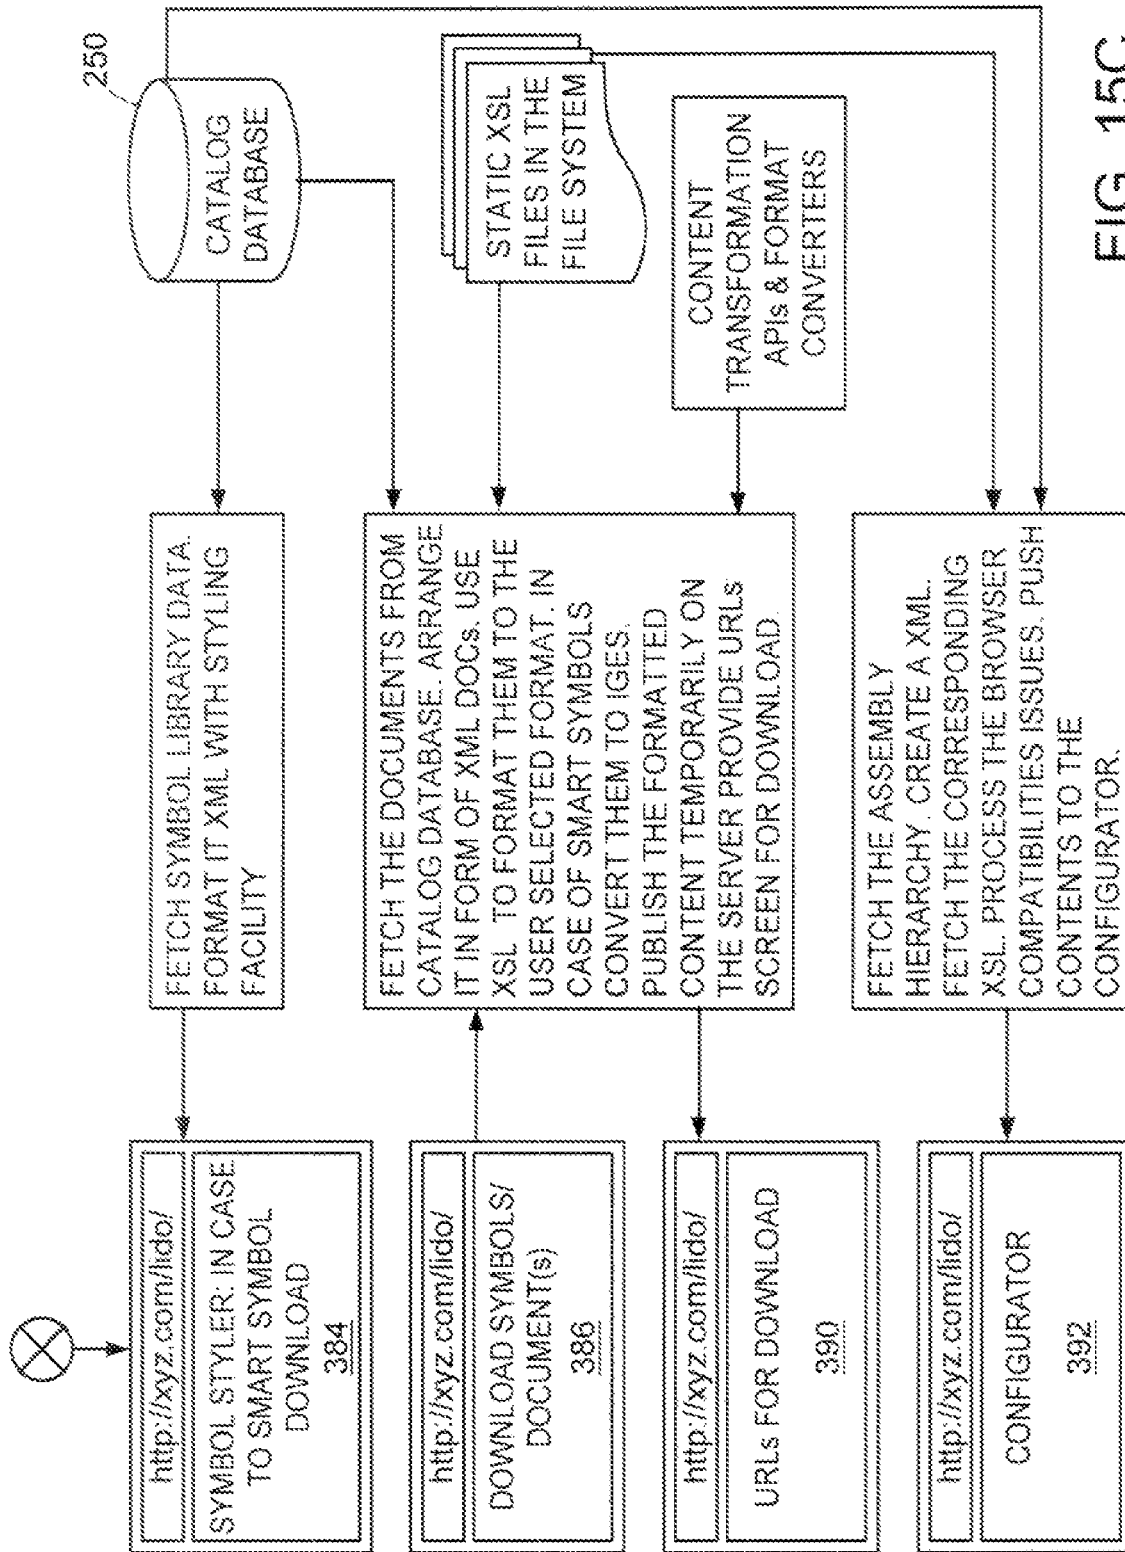 250
CATALOG
DATABASE
STATIC XSL
FILES IN THE
FILE SYSTEM
CONTENT
TRANSFORMATION
APIs & FORMAT
CONVERTERS
FETCH SYMBOL LIBRARY DATA.
FORMAT IT XML WITH STYLING
FACILITY
FETCH THE DOCUMENTS FROM
CATALOG DATABASE. ARRANGE
IT IN FORM OF XML DOCs. USE
XSL TO FORMAT THEM TO THE
USER SELECTED FORMAT. IN
CASE OF SMART SYMBOLS
CONVERT THEM TO IGES.
PUBLISH THE FORMATTED
CONTENT TEMPORARILY ON
THE SERVER PROVIDE URLs
SCREEN FOR DOWNLOAD.
FETCH THE ASSEMBLY
HIERARCHY. CREATE A XML.
FETCH THE CORRESPONDING
XSL. PROCESS THE BROWSER
COMPATIBILITIES ISSUES. PUSH
CONTENTS TO THE
CONFIGURATOR.
http://xyz.com/lido/
SYMBOL STYLER: IN CASE
TO SMART SYMBOL
DOWNLOAD
384
http://xyz.com/lido/
DOWNLOAD SYMBOLS/
DOCUMENT(s)
386
http://xyz.com/lido/
URLs FOR DOWNLOAD
390
http://xyz.com/lido/
CONFIGURATOR
392
FIG. 15C